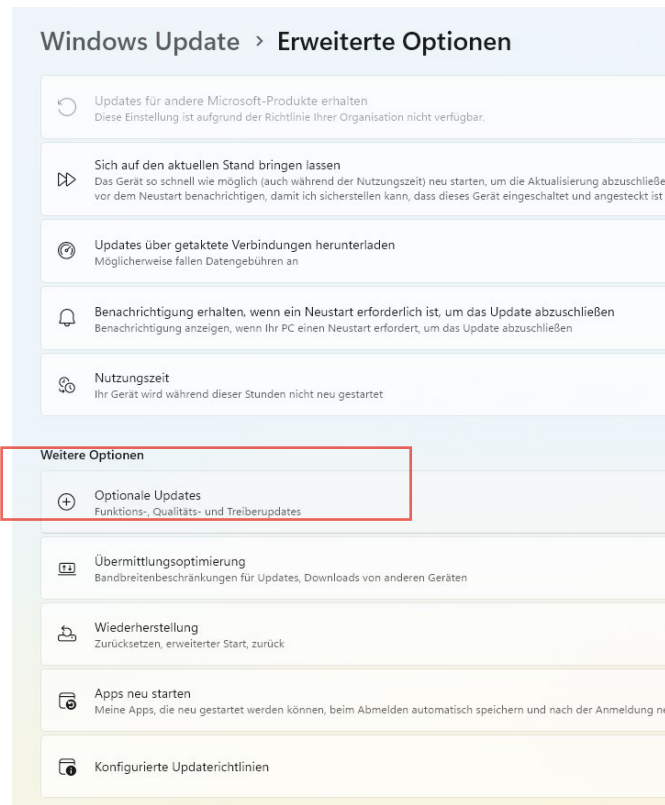 Windows Update > Erweiterte Optionen
Updates für andere Microsoft-Produkte erhalten
Diese Einstellung ist aufgrund der Richtlinie Ihrer Organisation nicht verfügbar.
Sich auf den aktuellen Stand bringen lassen
Das Gerät so schnell wie möglich (auch während der Nutzungszeit) neu starten, um die Aktualisierung abzuschließe
vor dem Neustart benachrichtigen, damit ich sicherstellen kann, dass dieses Gerät eingeschaltet und angesteckt ist
Updates über getaktete Verbindungen herunterladen
Möglicherweise fallen Datengebühren an
Benachrichtigung erhalten, wenn ein Neustart erforderlich ist, um das Update abzuschließen
Benachrichtigung anzeigen, wenn Ihr PC einen Neustart erfordert, um das Update abzuschließen
Nutzungszeit
Ihr Gerät wird während dieser Stunden nicht neu gestartet
Weitere Optionen
Optionale Updates
Funktions-, Qualitäts- und Treiberupdates
Übermittlungsoptimierung
Bandbreitenbeschränkungen für Updates, Downloads von anderen Geräten
Wiederherstellung
Zurücksetzen, erweiterter Start, zurück
Apps neu starten
Meine Apps, die neu gestartet werden können, beim Abmelden automatisch speichern und nach der Anmeldung ne
Konfigurierte Updaterichtlinien